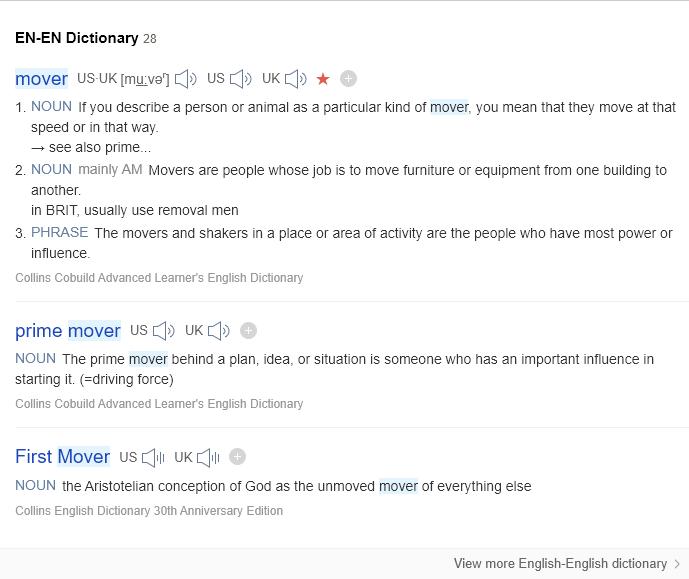 EN-EN Dictionary 28
mover US·UK [mu:vəʳ] US UK
1. NOUN If you describe a person or animal as a particular kind of mover, you mean that they move at that
speed or in that way.
→ see also prime...
2. NOUN mainly AM Movers are people whose job is to move furniture or equipment from one building to
another.
in BRIT, usually use removal men
3. PHRASE The movers and shakers in a place or area of activity are the people who have most power or
influence.
Collins Cobuild Advanced Learner's English Dictionary
prime mover US UK
NOUN The prime mover behind a plan, idea, or situation is someone who has an important influence in
starting it. (=driving force)
Collins Cobuild Advanced Learner's English Dictionary
First Mover US UK
NOUN the Aristotelian conception of God as the unmoved mover of everything else
Collins English Dictionary 30th Anniversary Edition
View more English-English dictionary >